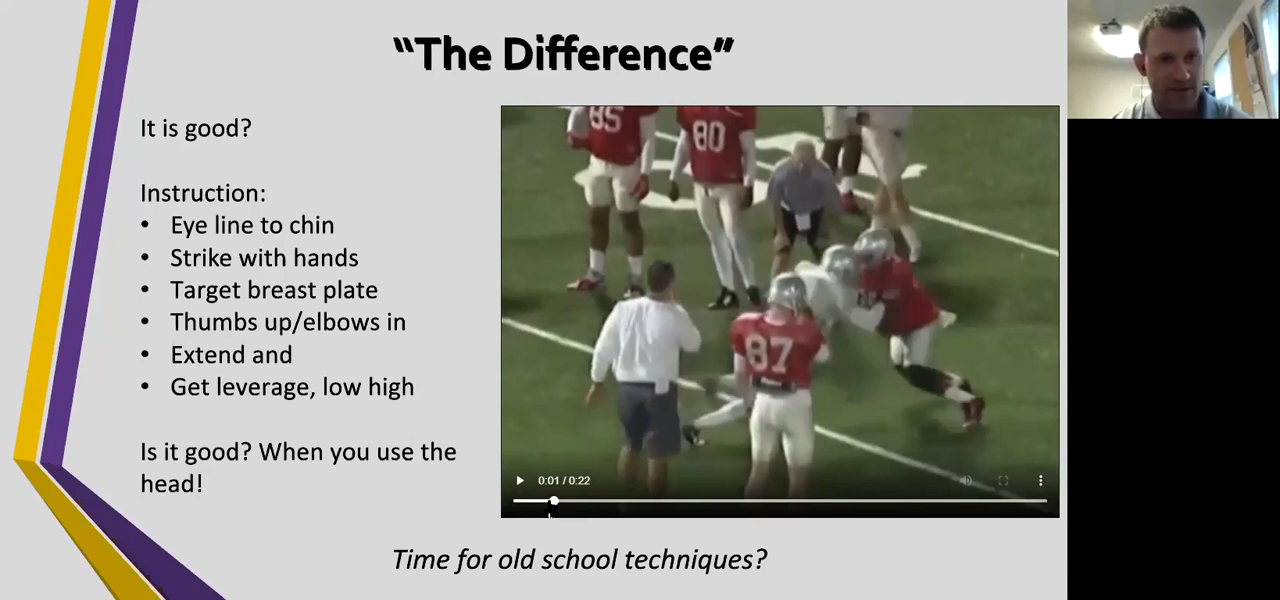 “The Difference”
It is good?
Instruction:
• Eye line to chin
• Strike with hands
• Target breast plate
• Thumbs up/elbows in
• Extend and
• Get leverage, low high
Is it good? When you use the
head!
85
80
87
0:01 / 0:22
Time for old school techniques?